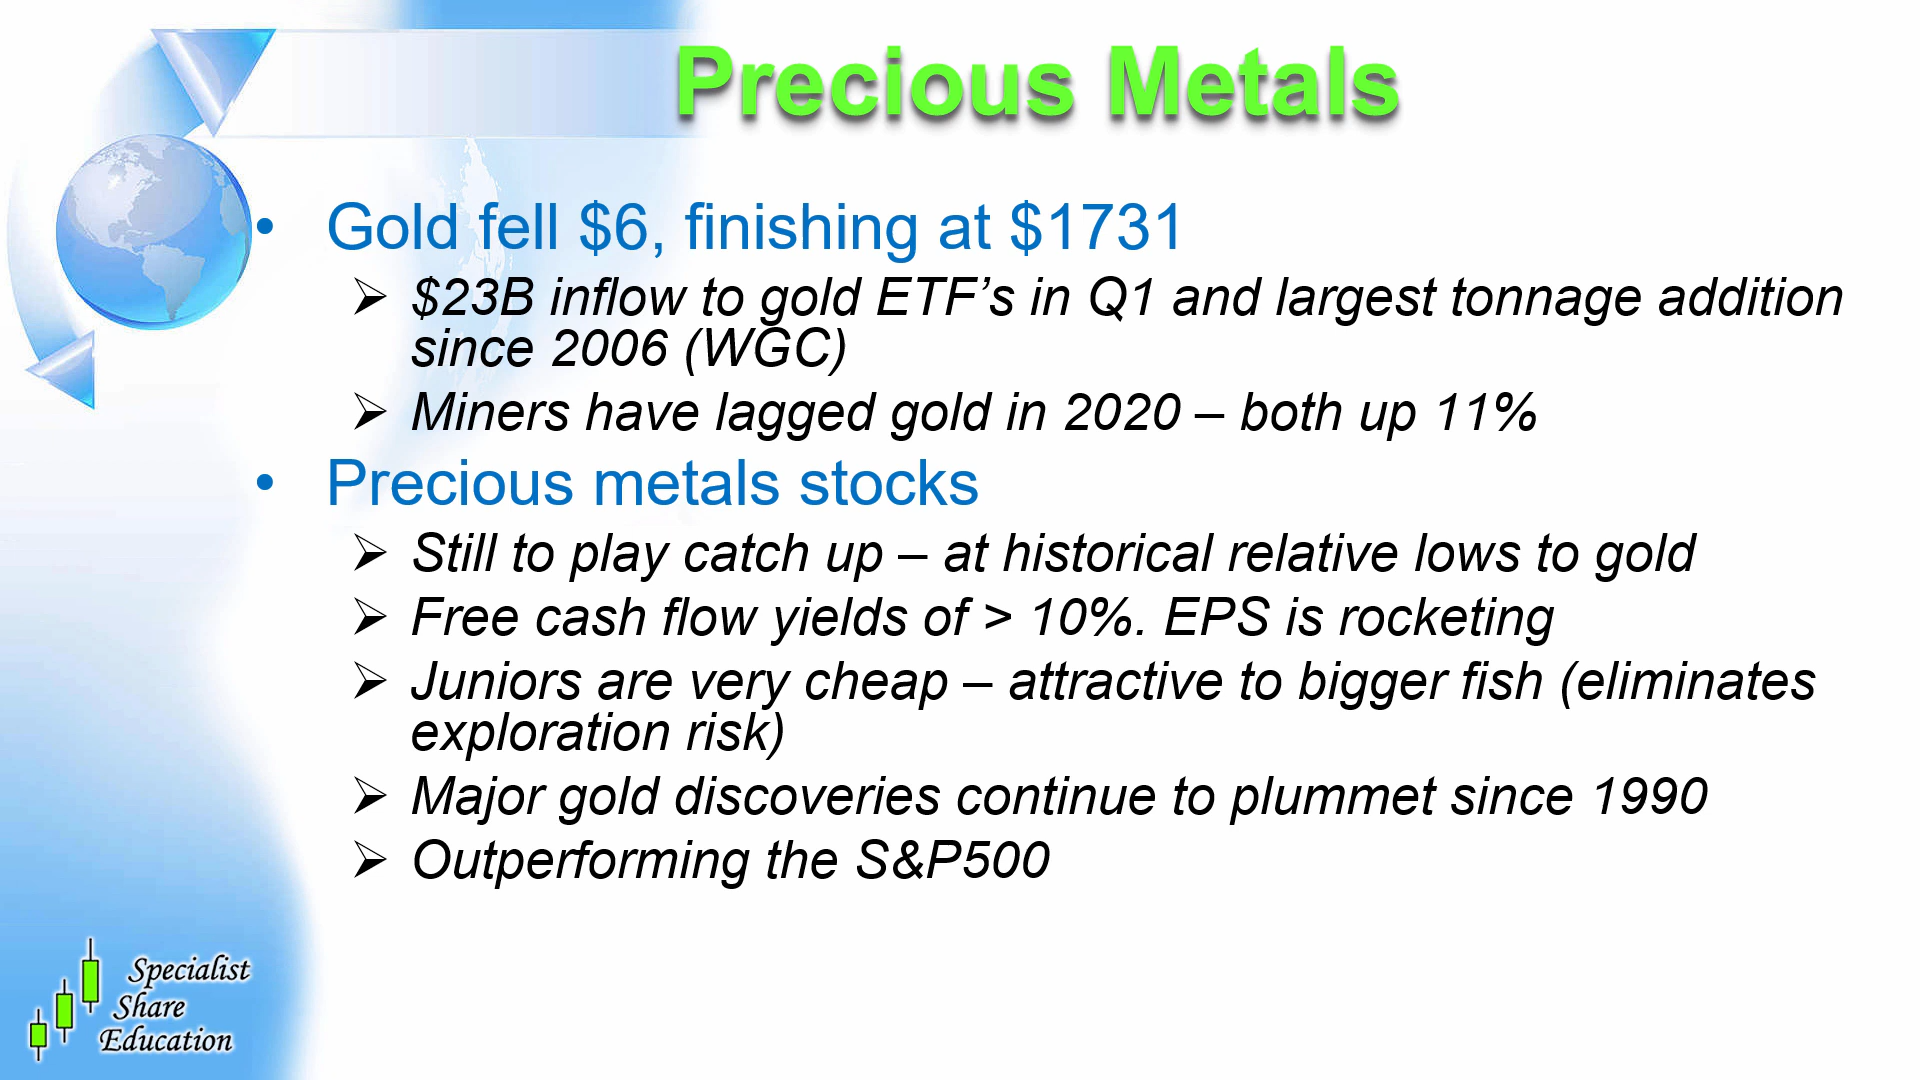 Precious Metals
• Gold fell $6, finishing at $1731
➢ $23B inflow to gold ETF’s in Q1 and largest tonnage addition
since 2006 (WGC)
➢ Miners have lagged gold in 2020 – both up 11%
• Precious metals stocks
➢ Still to play catch up – at historical relative lows to gold
➢ Free cash flow yields of > 10%. EPS is rocketing
➢ Juniors are very cheap – attractive to bigger fish (eliminates
exploration risk)
➢ Major gold discoveries continue to plummet since 1990
➢ Outperforming the S&P500
Specialist
Share
Education